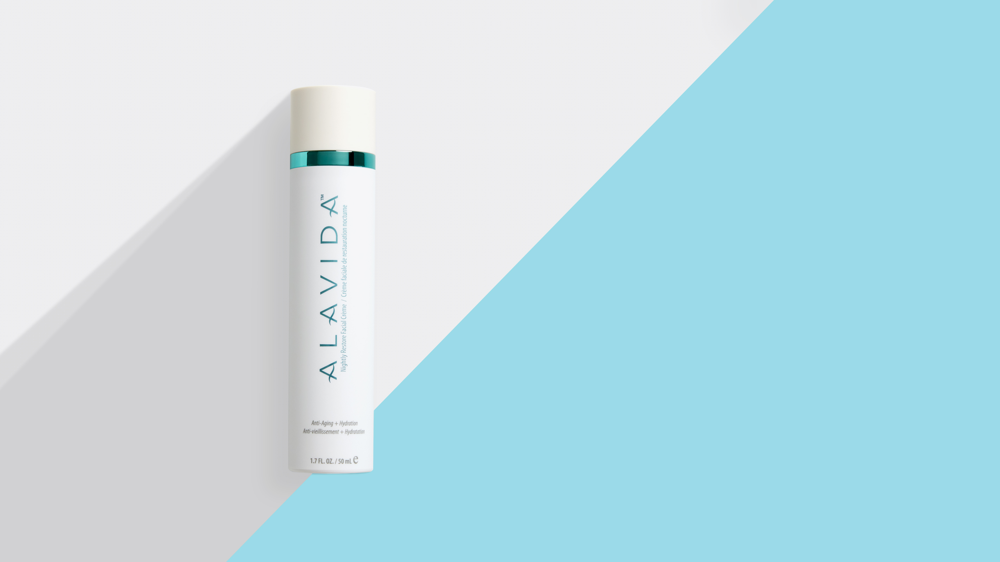 ALAVIDA™
Nightly Restore Facial Crème / Crème faciale de restauration nocturne
Anti-Aging + Hydration
Anti-vieillissement + Hydratation
1.7 FL. OZ. / 50 mL ℮